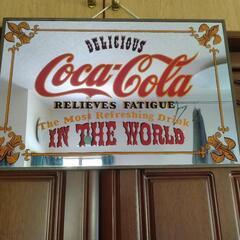 DELICIOUS
Coca-Cola
RELIEVES FATIGUE
The Most Refreshing Drink
IN THE WORLD